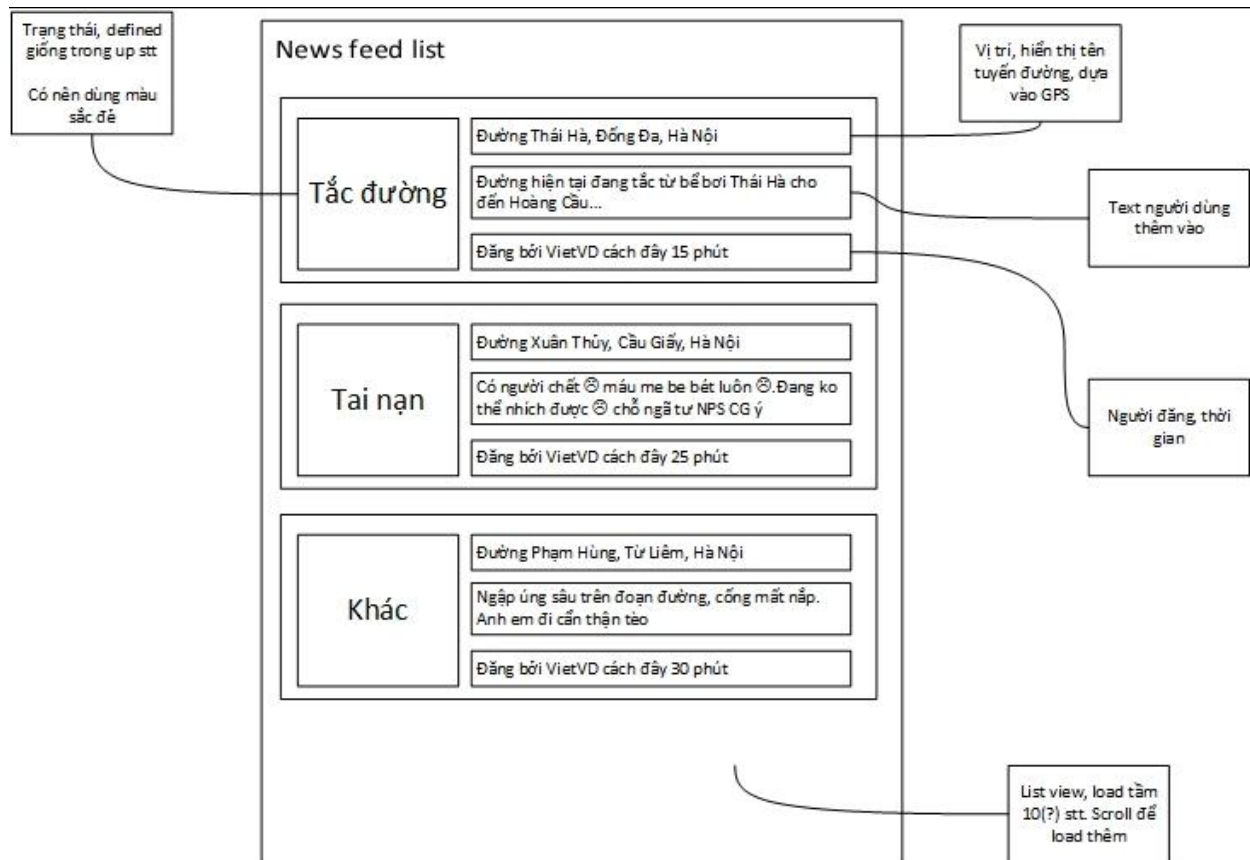 Trạng thái, defined
giống trong up stt
Có nên dùng màu
sắc để
News feed list
Vị trí, hiển thị tên
tuyến đường, dựa
vào GPS
Tắc đường
Đường Thái Hà, Đống Đa, Hà Nội
Đường hiện tại đang tắc từ bể bơi Thái Hà cho
đến Hoàng Cầu...
Đăng bởi VietVD cách đây 15 phút
Text người dùng
thêm vào
Tai nạn
Đường Xuân Thủy, Cầu Giấy, Hà Nội
Có người chết ☹ máu me be bét luôn ☹.Đang ko
thể nhích được ☹ chỗ ngã tư NPS CG ý
Đăng bởi VietVD cách đây 25 phút
Người đăng, thời
gian
Khác
Đường Phạm Hùng, Từ Liêm, Hà Nội
Ngập úng sâu trên đoạn đường, cống mất nắp.
Anh em đi cẩn thận tèo
Đăng bởi VietVD cách đây 30 phút
List view, load tầm
10(?) stt. Scroll để
load thêm